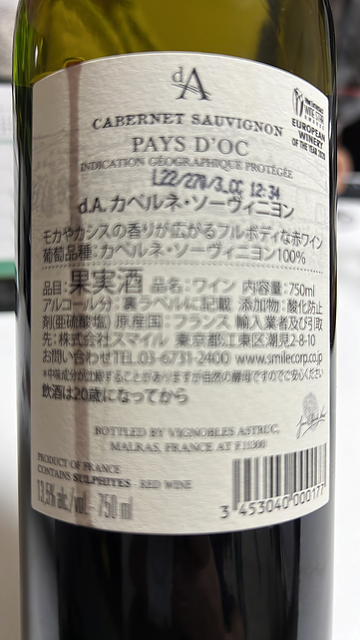 dA
CABERNET SAUVIGNON
PAYS D'OC
INDICATION GÉOGRAPHIQUE PROTÉGÉE
EUROPEAN
WINERY
OF THE YEAR
L22/270/3.CC 12:34
d.A. カベルネ・ソーヴィニヨン
モカやカシスの香りが広がるフルボディな赤ワイン
葡萄品種：カベルネ・ソーヴィニヨン100%
品目：果実酒 品名：ワイン 内容量：750ml
アルコール分：裏ラベルに記載 添加物：酸化防止
剤(亜硫酸塩) 原産国：フランス 輸入業者及び引取
先：株式会社スマイル 東京都江東区潮見2-8-10
お問い合わせTEL.03-6731-2400 www.smilecorp.co.jp
飲酒は20歳になってから
BOTTLED BY VIGNOBLES ASTRUC,
MALRAS, FRANCE AT F.11300
PRODUCT OF FRANCE
CONTAINS SULPHITES - RED WINE
13.5% alc./vol. - 750 ml
3 453040 000177